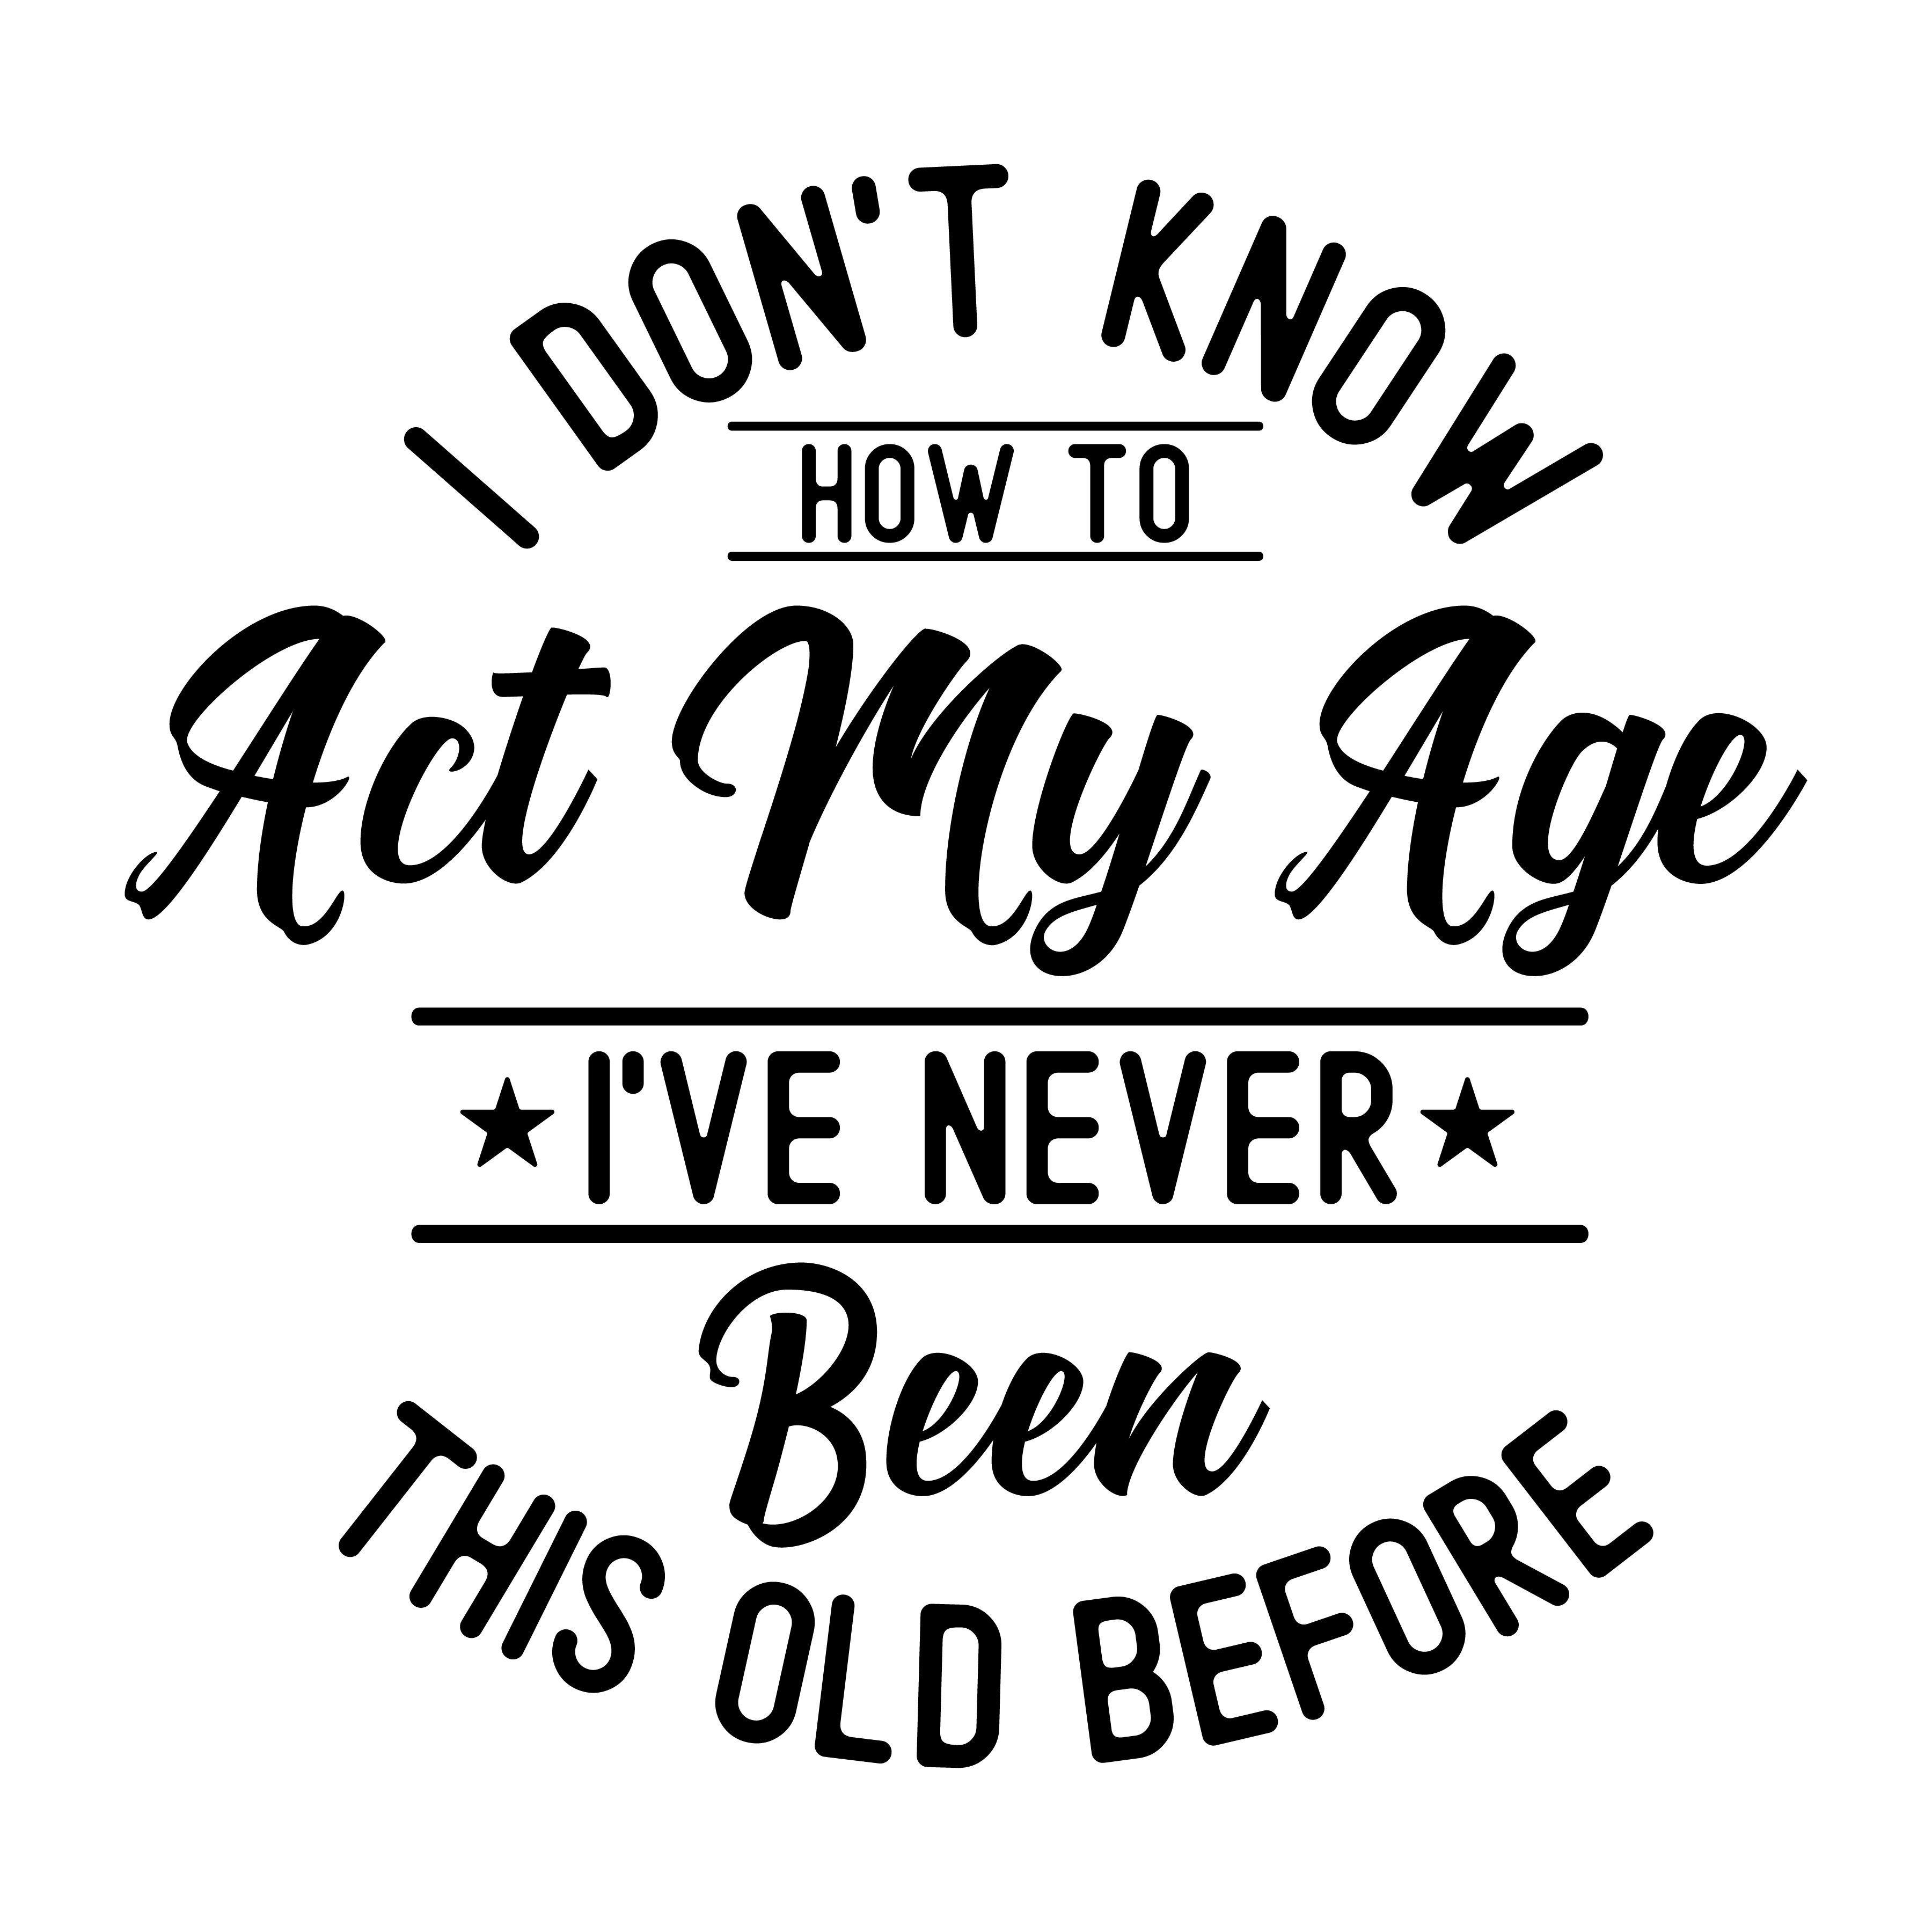 I DON'T KNOW
HOW TO
Act My Age
I'VE NEVER
Been
THIS OLD BEFORE